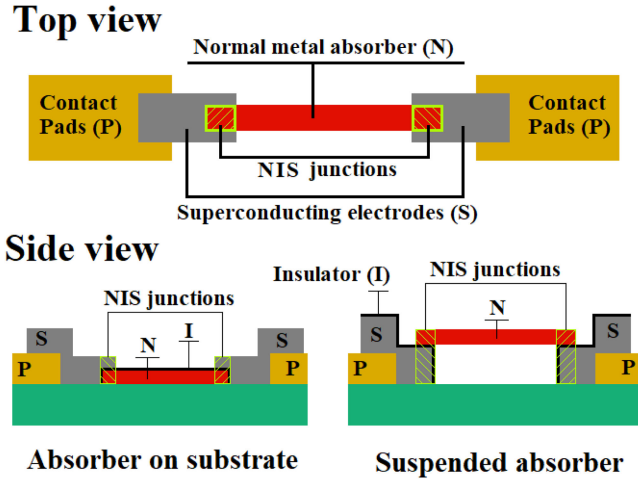 Top view
Normal metal absorber (N)
Contact
Pads (P)
Contact
Pads (P)
NIS junctions
Superconducting electrodes (S)
Side view
Insulator (I)
NIS junctions
NIS junctions
S
N
I
S
P
P
S
N
S
P
P
Absorber on substrate
Suspended absorber